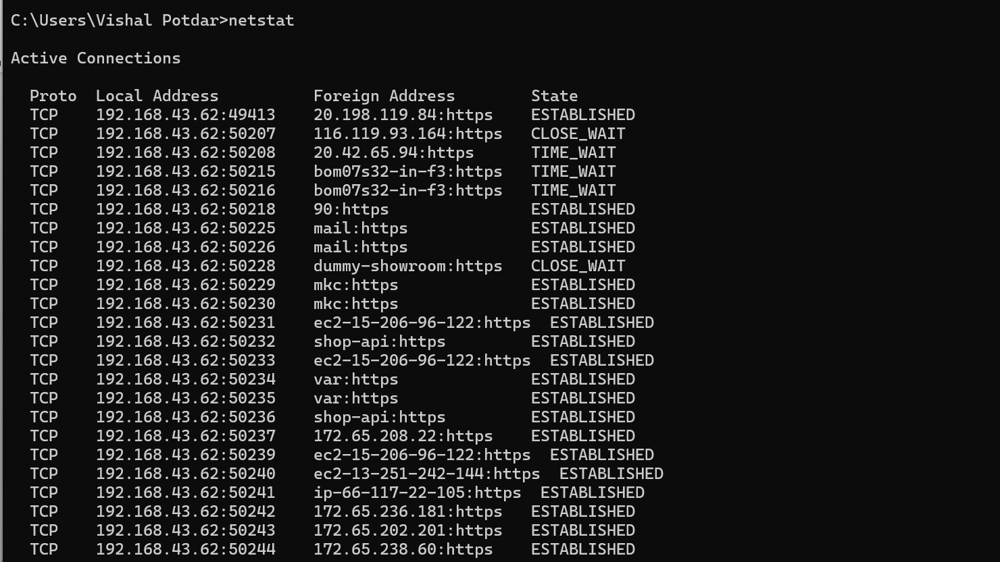 C:\Users\Vishal Potdar>netstat
Active Connections
Proto  Local Address          Foreign Address        State
TCP    192.168.43.62:49413    20.198.119.84:https    ESTABLISHED
TCP    192.168.43.62:50207    116.119.93.164:https   CLOSE_WAIT
TCP    192.168.43.62:50208    20.42.65.94:https      TIME_WAIT
TCP    192.168.43.62:50215    bom07s32-in-f3:https   TIME_WAIT
TCP    192.168.43.62:50216    bom07s32-in-f3:https   TIME_WAIT
TCP    192.168.43.62:50218    90:https               ESTABLISHED
TCP    192.168.43.62:50225    mail:https             ESTABLISHED
TCP    192.168.43.62:50226    mail:https             ESTABLISHED
TCP    192.168.43.62:50228    dummy-showroom:https   CLOSE_WAIT
TCP    192.168.43.62:50229    mkc:https              ESTABLISHED
TCP    192.168.43.62:50230    mkc:https              ESTABLISHED
TCP    192.168.43.62:50231    ec2-15-206-96-122:https  ESTABLISHED
TCP    192.168.43.62:50232    shop-api:https         ESTABLISHED
TCP    192.168.43.62:50233    ec2-15-206-96-122:https  ESTABLISHED
TCP    192.168.43.62:50234    var:https              ESTABLISHED
TCP    192.168.43.62:50235    var:https              ESTABLISHED
TCP    192.168.43.62:50236    shop-api:https         ESTABLISHED
TCP    192.168.43.62:50237    172.65.208.22:https    ESTABLISHED
TCP    192.168.43.62:50239    ec2-15-206-96-122:https  ESTABLISHED
TCP    192.168.43.62:50240    ec2-13-251-242-144:https  ESTABLISHED
TCP    192.168.43.62:50241    ip-66-117-22-105:https  ESTABLISHED
TCP    192.168.43.62:50242    172.65.236.181:https   ESTABLISHED
TCP    192.168.43.62:50243    172.65.202.201:https   ESTABLISHED
TCP    192.168.43.62:50244    172.65.238.60:https    ESTABLISHED